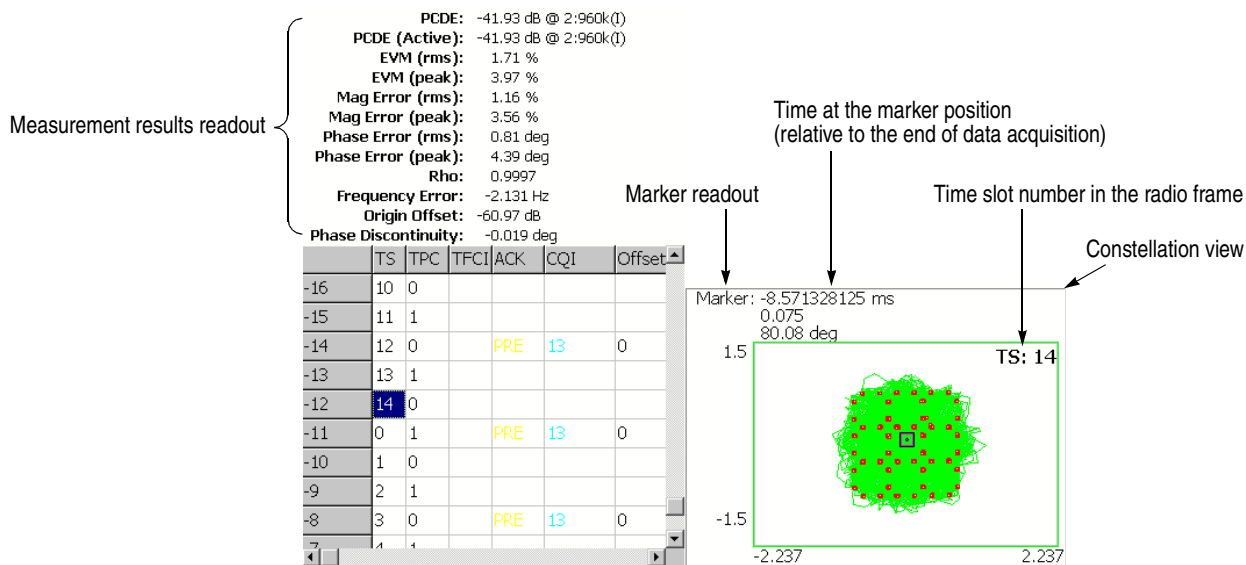 PCDE: -41.93 dB @ 2:960k(I)
PCDE (Active): -41.93 dB @ 2:960k(I)
EVM (rms): 1.71 %
EVM (peak): 3.97 %
Mag Error (rms): 1.16 %
Mag Error (peak): 3.56 %
Phase Error (rms): 0.81 deg
Phase Error (peak): 4.39 deg
Rho: 0.9997
Frequency Error: -2.131 Hz
Origin Offset: -60.97 dB
Phase Discontinuity: -0.019 deg
Measurement results readout
TS TPC TFCI ACK CQI Offset
-16 10 0
-15 11 1
-14 12 0 PRE 13 0
-13 13 1
-12 14 0
-11 0 1 PRE 13 0
-10 1 0
-9 2 1
-8 3 0 PRE 13 0
-7 4 1
Time at the marker position
(relative to the end of data acquisition)
Marker readout
Time slot number in the radio frame
Constellation view
Marker: -8.571328125 ms
0.075
80.08 deg
1.5
TS: 14
-1.5
-2.237 2.237